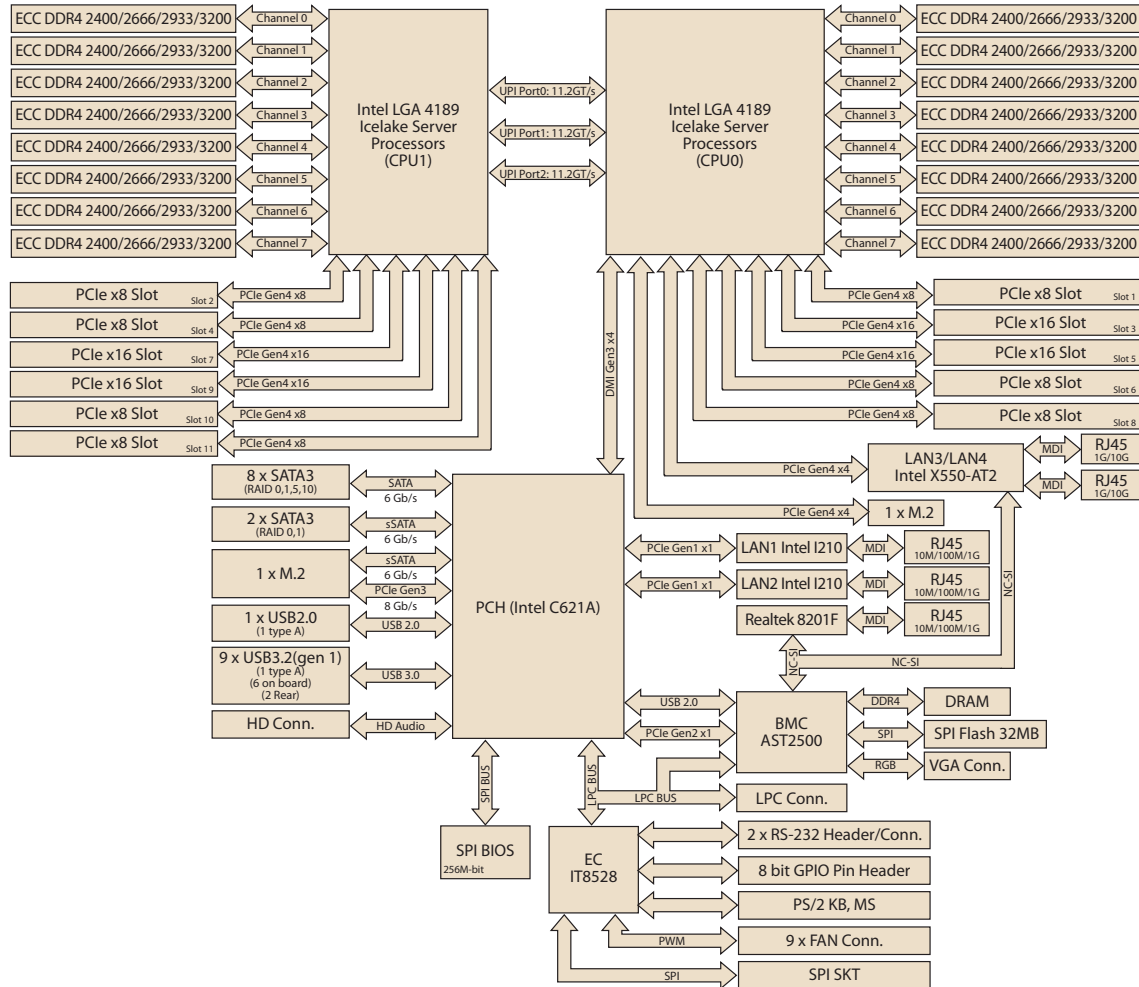 ECC DDR4 2400/2666/2933/3200
Channel 0
ECC DDR4 2400/2666/2933/3200
Channel 1
ECC DDR4 2400/2666/2933/3200
Channel 2
ECC DDR4 2400/2666/2933/3200
Channel 3
ECC DDR4 2400/2666/2933/3200
Channel 4
ECC DDR4 2400/2666/2933/3200
Channel 5
ECC DDR4 2400/2666/2933/3200
Channel 6
ECC DDR4 2400/2666/2933/3200
Channel 7
Intel LGA 4189
Icelake Server
Processors
(CPU1)
UPI Port0: 11.2GT/s
UPI Port1: 11.2GT/s
UPI Port2: 11.2GT/s
Intel LGA 4189
Icelake Server
Processors
(CPU0)
Channel 0
ECC DDR4 2400/2666/2933/3200
Channel 1
ECC DDR4 2400/2666/2933/3200
Channel 2
ECC DDR4 2400/2666/2933/3200
Channel 3
ECC DDR4 2400/2666/2933/3200
Channel 4
ECC DDR4 2400/2666/2933/3200
Channel 5
ECC DDR4 2400/2666/2933/3200
Channel 6
ECC DDR4 2400/2666/2933/3200
Channel 7
ECC DDR4 2400/2666/2933/3200
PCIe x8 Slot
Slot 2
PCIe Gen4 x8
PCIe x8 Slot
Slot 4
PCIe Gen4 x8
PCIe x16 Slot
Slot 7
PCIe Gen4 x16
PCIe x16 Slot
Slot 9
PCIe Gen4 x16
PCIe x8 Slot
Slot 10
PCIe Gen4 x8
PCIe x8 Slot
Slot 11
PCIe Gen4 x8
DMI Gen3 x4
PCIe Gen4 x8
PCIe x8 Slot
Slot 1
PCIe Gen4 x16
PCIe x16 Slot
Slot 3
PCIe Gen4 x16
PCIe x16 Slot
Slot 5
PCIe Gen4 x8
PCIe x8 Slot
Slot 6
PCIe Gen4 x8
PCIe x8 Slot
Slot 8
PCIe Gen4 x4
LAN3/LAN4
Intel X550-AT2
MDI
RJ45
1G/10G
MDI
RJ45
1G/10G
PCIe Gen4 x4
1 x M.2
8 x SATA3
(RAID 0,1,5,10)
SATA
6 Gb/s
2 x SATA3
(RAID 0,1)
sSATA
6 Gb/s
1 x M.2
sSATA
6 Gb/s
PCIe Gen3
8 Gb/s
1 x USB2.0
(1 type A)
USB 2.0
9 x USB3.2(gen 1)
(1 type A)
(6 on board)
(2 Rear)
USB 3.0
HD Conn.
HD Audio
PCH (Intel C621A)
PCIe Gen1 x1
LAN1 Intel I210
MDI
RJ45
10M/100M/1G
PCIe Gen1 x1
LAN2 Intel I210
MDI
RJ45
10M/100M/1G
Realtek 8201F
MDI
RJ45
10M/100M/1G
NC-SI
NC-SI
NC-SI
USB 2.0
PCIe Gen2 x1
BMC
AST2500
DDR4
DRAM
SPI
SPI Flash 32MB
RGB
VGA Conn.
SPI BUS
LPC BUS
LPC BUS
LPC Conn.
SPI BIOS
256M-bit
EC
IT8528
2 x RS-232 Header/Conn.
8 bit GPIO Pin Header
PS/2 KB, MS
PWM
9 x FAN Conn.
SPI
SPI SKT